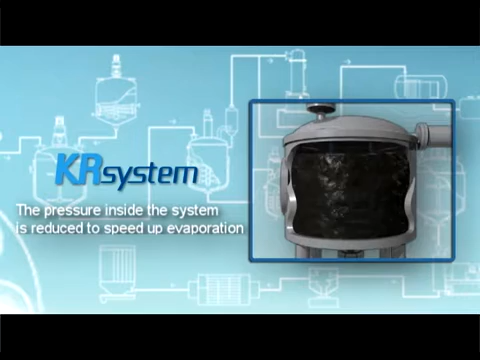 KRsystem
The pressure inside the system
is reduced to speed up evaporation